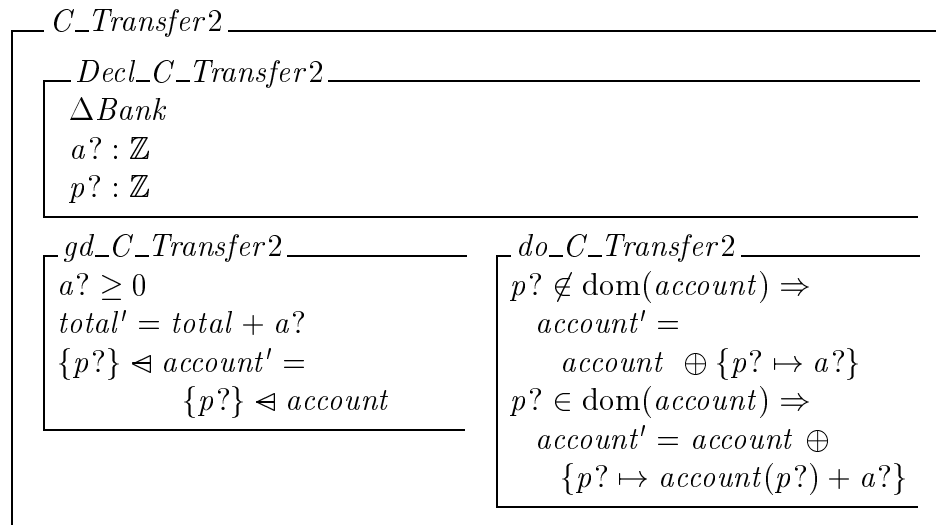 C_Transfer2
Decl_C_Transfer2
ΔBank
a? : ℤ
p? : ℤ
gd_C_Transfer2
a? ≥ 0
total′ = total + a?
{p?} ⩤ account′ =
{p?} ⩤ account
do_C_Transfer2
p? ∉ dom(account) ⇒
account′ =
account ⊕ {p? ↦ a?}
p? ∈ dom(account) ⇒
account′ = account ⊕
{p? ↦ account(p?) + a?}